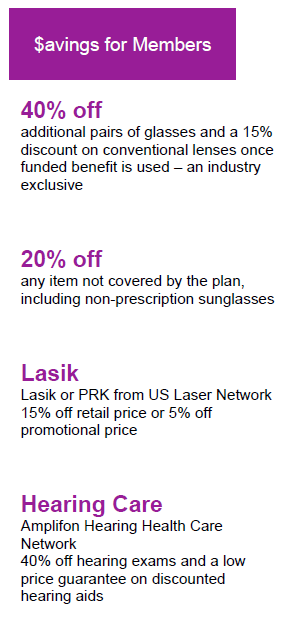 $avings for Members
40% off
additional pairs of glasses and a 15%
discount on conventional lenses once
funded benefit is used – an industry
exclusive
20% off
any item not covered by the plan,
including non-prescription sunglasses
Lasik
Lasik or PRK from US Laser Network
15% off retail price or 5% off
promotional price
Hearing Care
Amplifon Hearing Health Care
Network
40% off hearing exams and a low
price guarantee on discounted
hearing aids